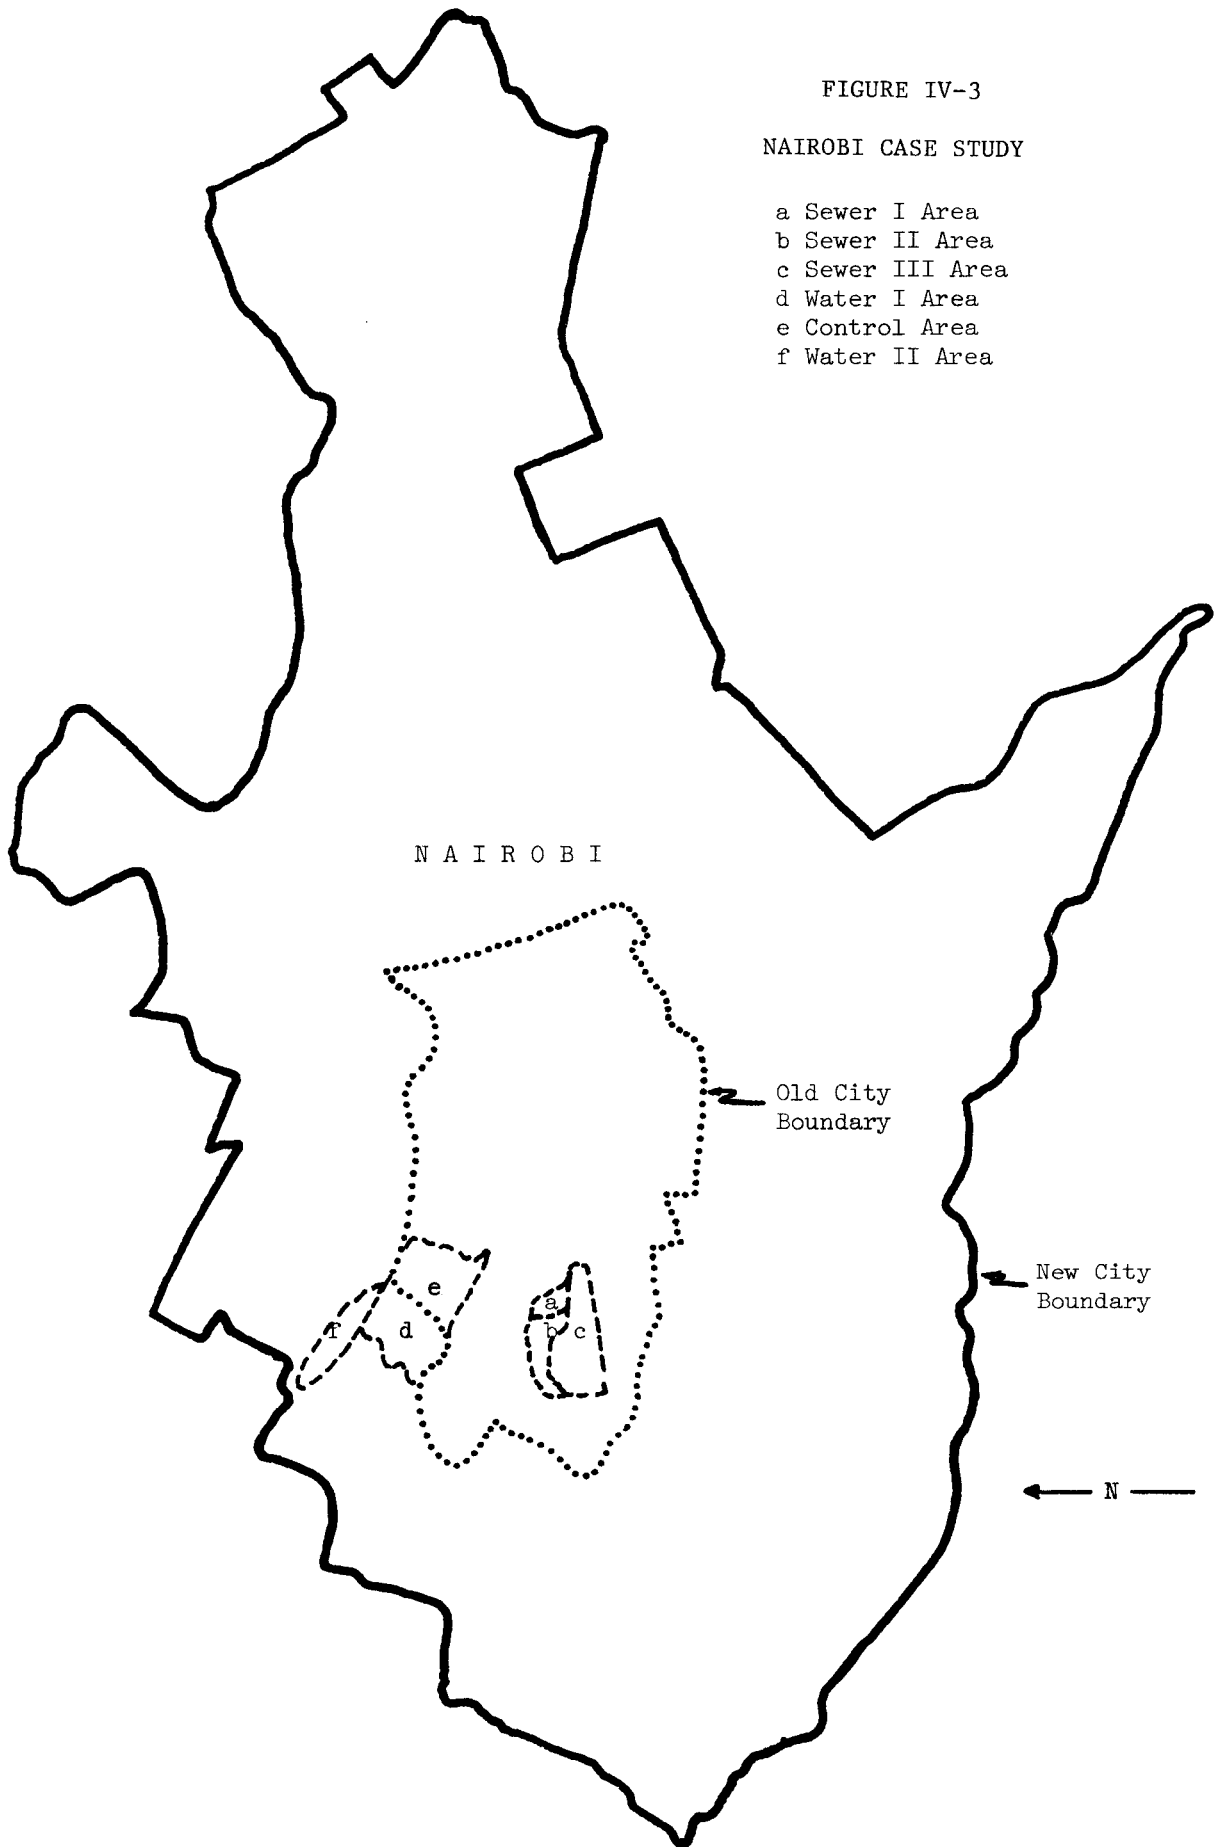 FIGURE IV-3
NAIROBI CASE STUDY
a Sewer I Area
b Sewer II Area
c Sewer III Area
d Water I Area
e Control Area
f Water II Area
NAIROBI
Old City
Boundary
New City
Boundary
e
a
f
d
b
c
N